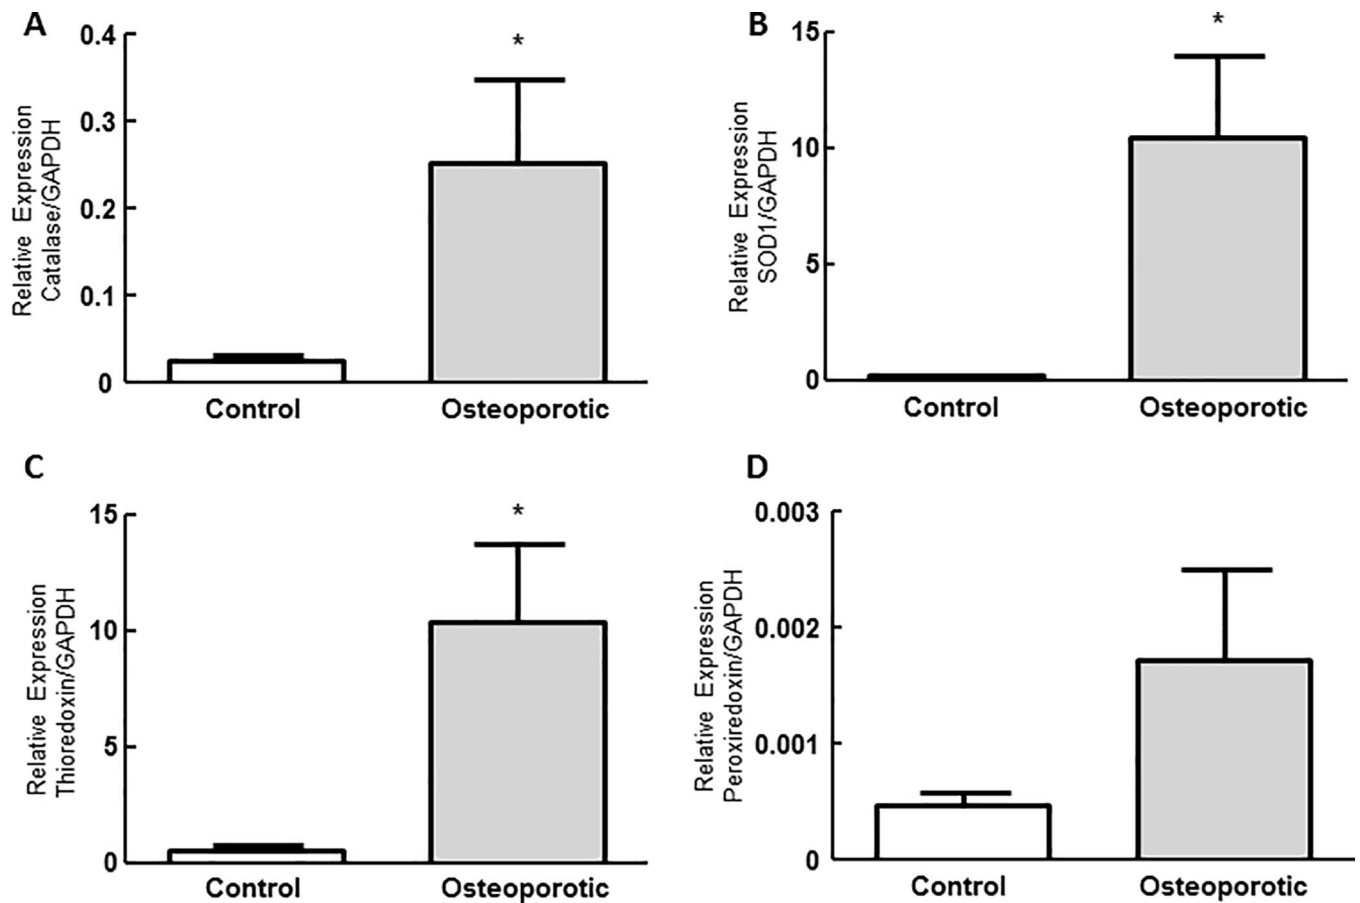 A
0.4
*
0.3
0.2
0.1
0
Relative Expression
Catalase/GAPDH
Control
Osteoporotic
B
15
*
10
5
0
Relative Expression
SOD1/GAPDH
Control
Osteoporotic
C
15
*
10
5
0
Relative Expression
Thioredoxin/GAPDH
Control
Osteoporotic
D
0.003
0.002
0.001
0
Relative Expression
Peroxiredoxin/GAPDH
Control
Osteoporotic